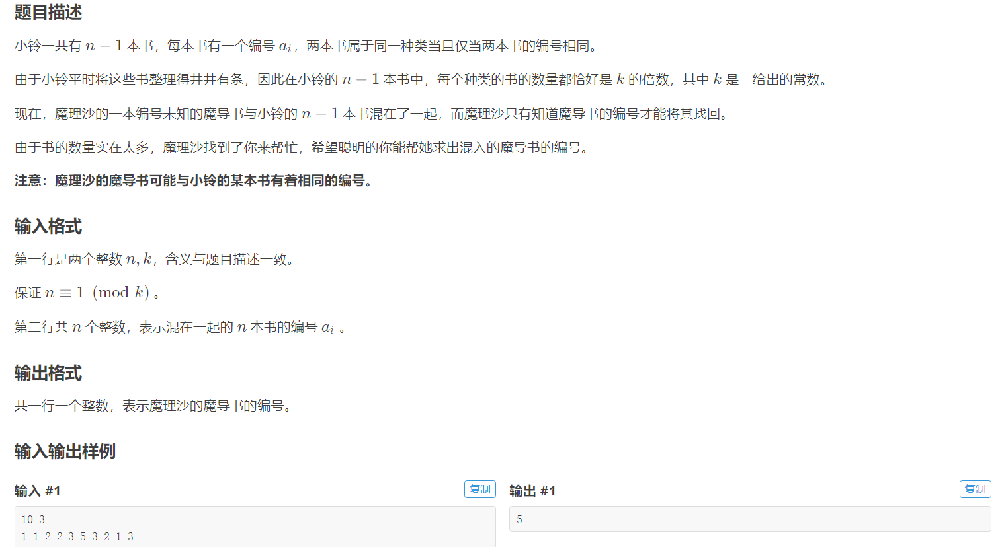 题目描述
小铃一共有 n − 1 本书，每本书有一个编号 aᵢ，两本书属于同一种类当且仅当两本书的编号相同。
由于小铃平时将这些书整理得井井有条，因此在小铃的 n − 1 本书中，每个种类的书的数量都恰好是 k 的倍数，其中 k 是一给出的常数。
现在，魔理沙的一本编号未知的魔导书与小铃的 n − 1 本书混在了一起，而魔理沙只有知道魔导书的编号才能将其找回。
由于书的数量实在太多，魔理沙找到了你来帮忙，希望聪明的你能帮她求出混入的魔导书的编号。
注意：魔理沙的魔导书可能与小铃的某本书有着相同的编号。
输入格式
第一行是两个整数 n, k，含义与题目描述一致。
保证 n ≡ 1 (mod k) 。
第二行共 n 个整数，表示混在一起的 n 本书的编号 aᵢ 。
输出格式
共一行一个整数，表示魔理沙的魔导书的编号。
输入输出样例
输入 #1
复制
10 3
1 1 2 2 3 5 3 2 1 3
输出 #1
复制
5